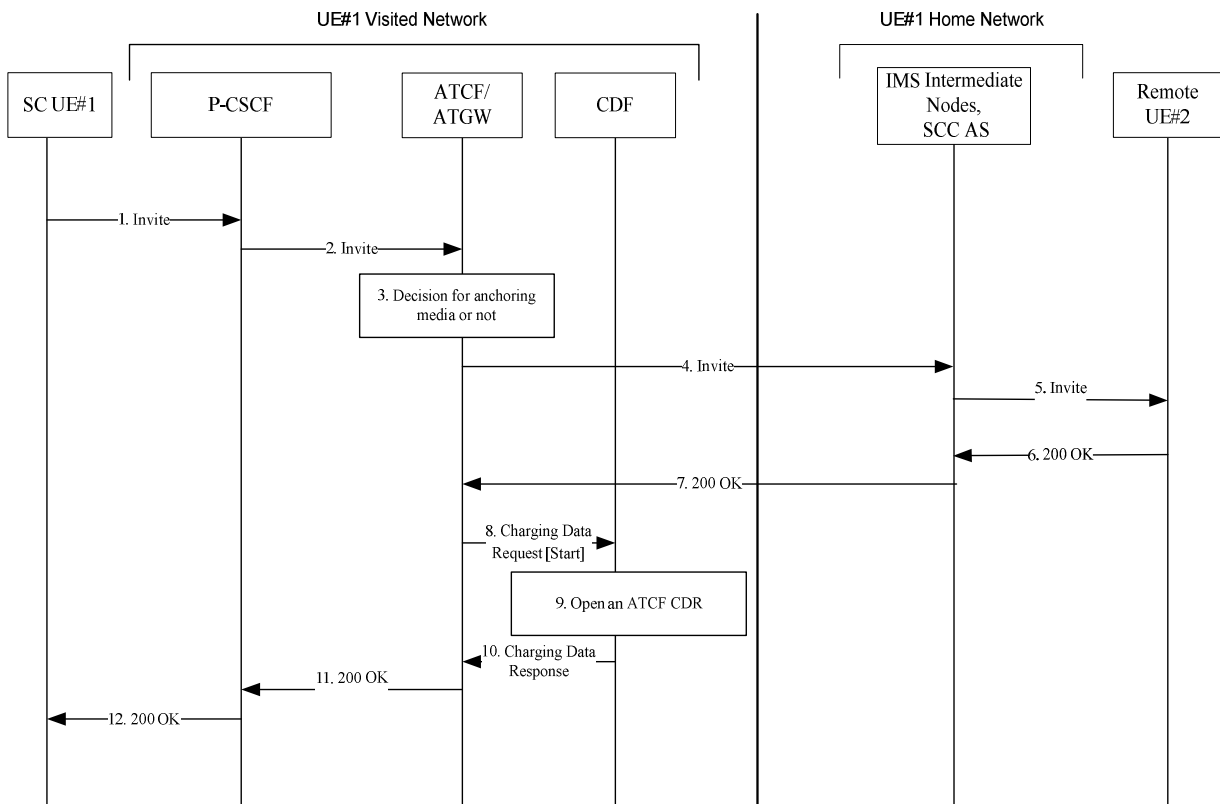 UE#1 Visited Network
UE#1 Home Network
SC UE#1
P-CSCF
ATCF/
ATGW
CDF
IMS Intermediate
Nodes,
SCC AS
Remote
UE#2
1. Invite
2. Invite
3. Decision for anchoring
media or not
4. Invite
5. Invite
6. 200 OK
7. 200 OK
8. Charging Data
Request [Start]
9. Open an ATCF CDR
10. Charging Data
Response
11. 200 OK
12. 200 OK